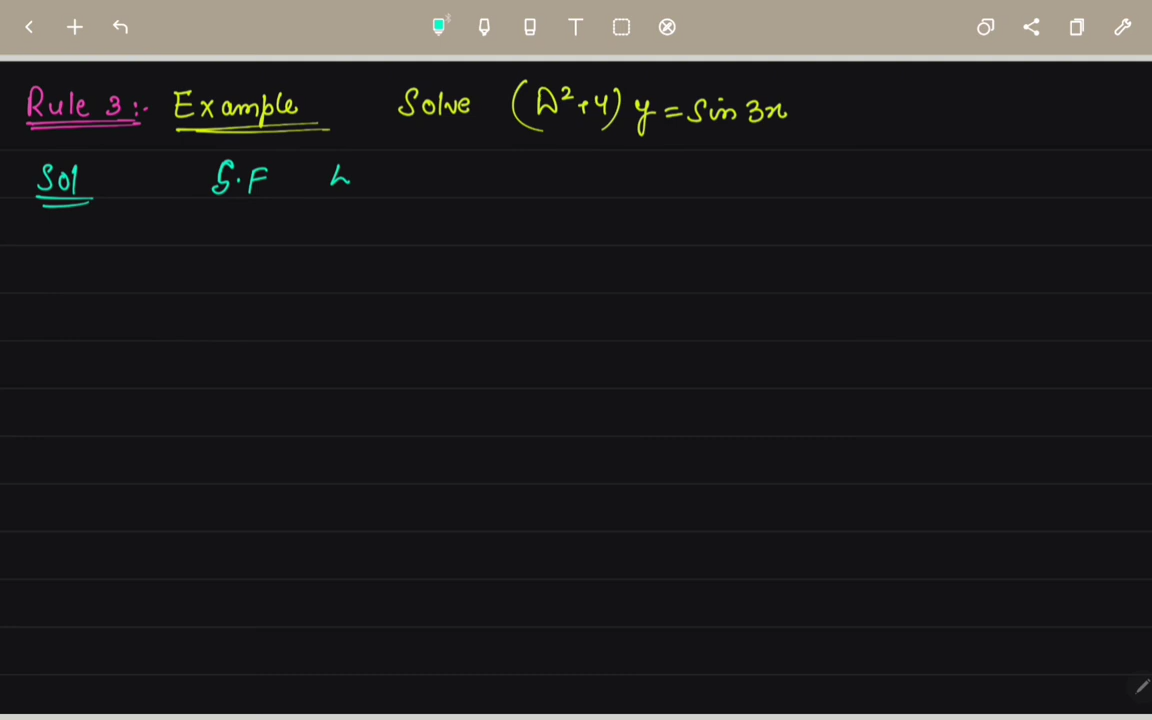 Rule 3:- Example Solve (D²+4) y = Sin 3x
Sol G.F